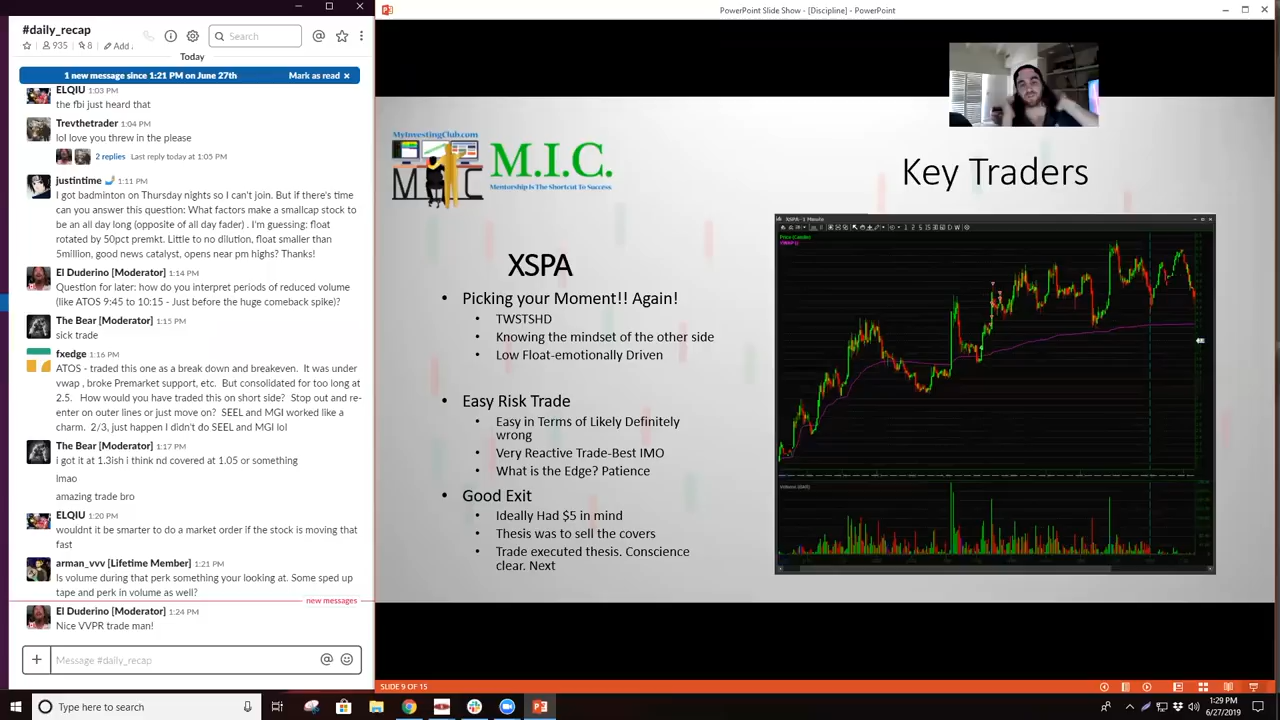 #daily_recap
935
8
Add
Search
Today
1 new message since 1:21 PM on June 27th
Mark as read
ELQIU 1:03 PM
the fbi just heard that
Trevthetrader 1:04 PM
lol love you threw in the please
2 replies Last reply today at 1:05 PM
justintime 1:11 PM
I got badminton on Thursday nights so I can't join. But if there's time
can you answer this question: What factors make a smallcap stock to
be an all day long (opposite of all day fader) . I'm guessing: float
rotated by 50pct premkt. Little to no dilution, float smaller than
5million, good news catalyst, opens near pm highs? Thanks!
El Duderino [Moderator] 1:14 PM
Question for later: how do you interpret periods of reduced volume
(like ATOS 9:45 to 10:15 - Just before the huge comeback spike)?
The Bear [Moderator] 1:15 PM
sick trade
fxedge 1:16 PM
ATOS - traded this one as a break down and breakeven. It was under
vwap , broke Premarket support, etc. But consolidated for too long at
2.5. How would you have traded this on short side? Stop out and re-
enter on outer lines or just move on? SEEL and MGI worked like a
charm. 2/3, just happen I didn't do SEEL and MGI lol
The Bear [Moderator] 1:17 PM
i got it at 1.3ish i think nd covered at 1.05 or something
lmao
amazing trade bro
ELQIU 1:20 PM
wouldnt it be smarter to do a market order if the stock is moving that
fast
arman_vvv [Lifetime Member] 1:21 PM
Is volume during that perk something your looking at. Some sped up
tape and perk in volume as well?
new messages
El Duderino [Moderator] 1:24 PM
Nice VVPR trade man!
Message #daily_recap
PowerPoint Slide Show - [Discipline] - PowerPoint
MyInvestingClub.com
M.I.C.
Mentorship Is The Shortcut To Success
Key Traders
XSPA
• Picking your Moment!! Again!
• TWSTSHD
• Knowing the mindset of the other side
• Low Float-emotionally Driven
• Easy Risk Trade
• Easy in Terms of Likely Definitely
wrong
• Very Reactive Trade-Best IMO
• What is the Edge? Patience
• Good Exit
• Ideally Had $5 in mind
• Thesis was to sell the covers
• Trade executed thesis. Conscience
clear. Next
SLIDE 9 OF 15
Type here to search
1:29 PM
6/27/2019